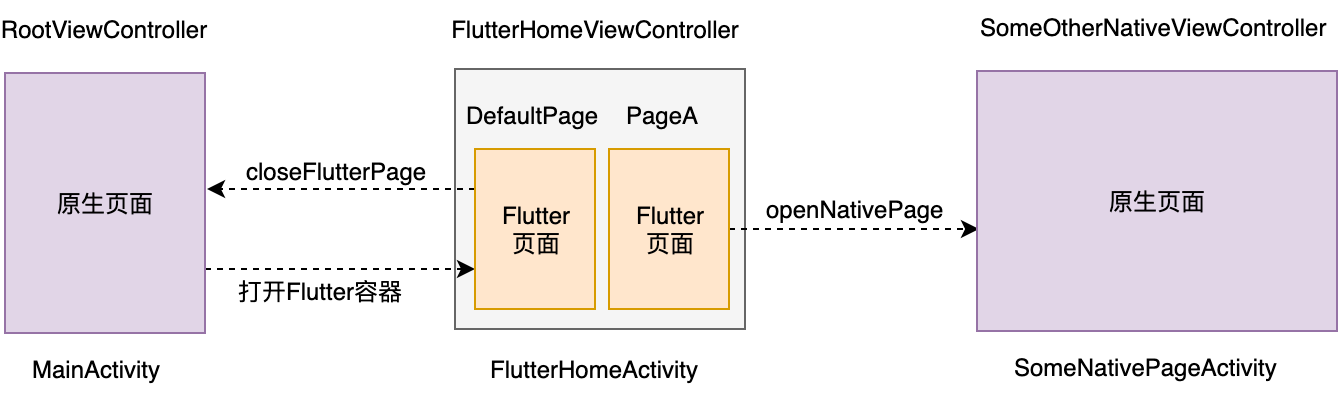 RootViewController
FlutterHomeViewController
SomeOtherNativeViewController
DefaultPage
PageA
closeFlutterPage
原生页面
Flutter
页面
Flutter
页面
openNativePage
原生页面
打开Flutter容器
MainActivity
FlutterHomeActivity
SomeNativePageActivity